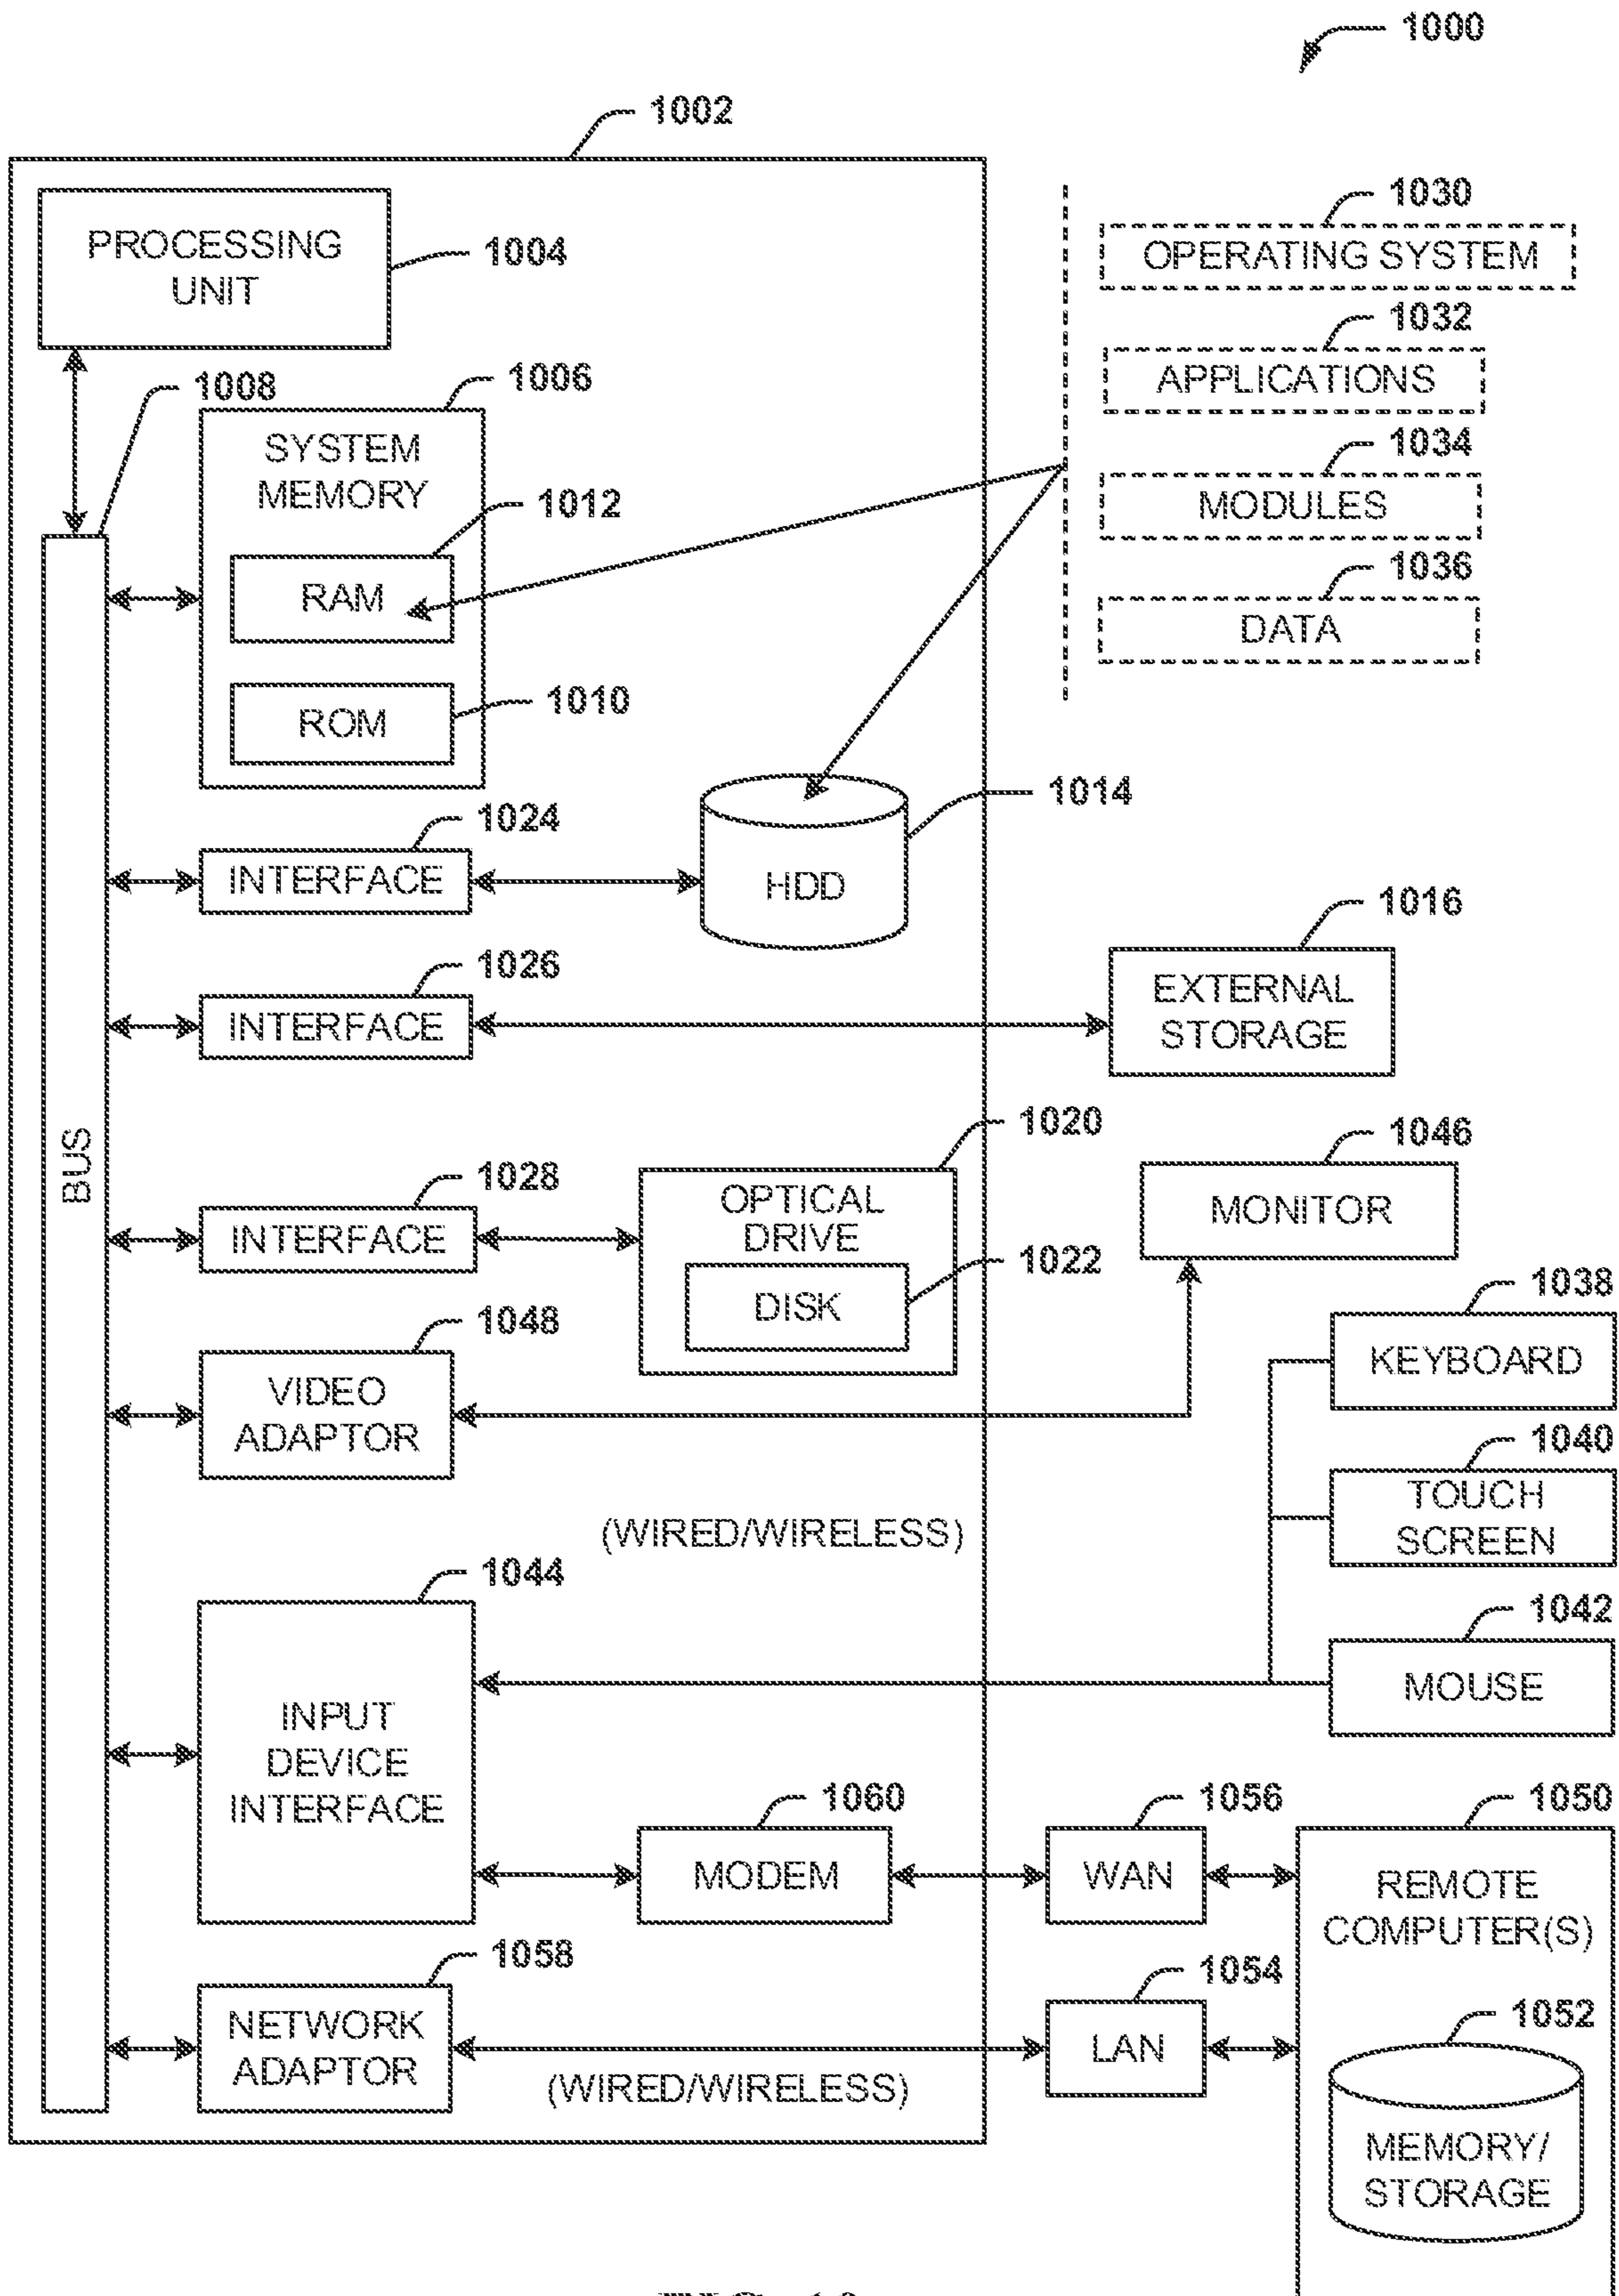 1000
1002
PROCESSING
UNIT
1004
1030
OPERATING SYSTEM
1032
APPLICATIONS
1034
MODULES
1036
DATA
1008
1006
SYSTEM
MEMORY
1012
RAM
1010
ROM
1014
HDD
1024
INTERFACE
1016
EXTERNAL
STORAGE
1026
INTERFACE
BUS
1020
OPTICAL
DRIVE
1022
DISK
1028
INTERFACE
1046
MONITOR
1048
VIDEO
ADAPTOR
1038
KEYBOARD
1040
TOUCH
SCREEN
(WIRED/WIRELESS)
1042
MOUSE
1044
INPUT
DEVICE
INTERFACE
1060
MODEM
1056
WAN
1050
REMOTE
COMPUTER(S)
1058
NETWORK
ADAPTOR
(WIRED/WIRELESS)
1054
LAN
1052
MEMORY/
STORAGE